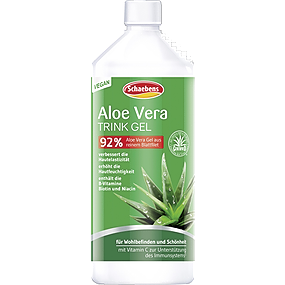 VEGAN
Schaebens
Aloe Vera
TRINK GEL
92% Aloe Vera Gel aus
reinem Blattfilet
verbessert die
Hautelastizität
erhöht die
Hautfeuchtigkeit
enthält die
B-Vitamine
Biotin und Niacin
für Wohlbefinden und Schönheit
mit Vitamin C zur Unterstützung
des Immunsystems